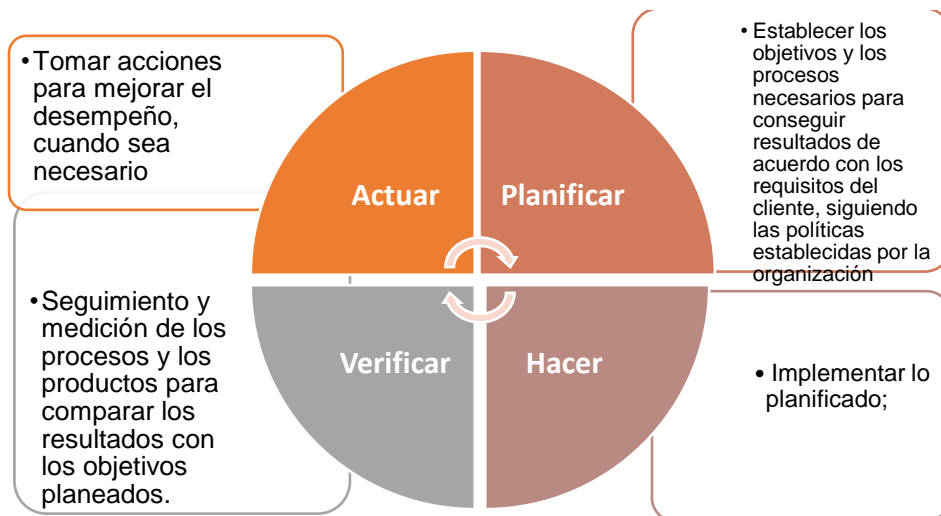 •Tomar acciones
para mejorar el
desempeño,
cuando sea
necesario
• Establecer los
objetivos y los
procesos
necesarios para
conseguir
resultados de
acuerdo con los
requisitos del
cliente, siguiendo
las políticas
establecidas por la
organización
Actuar
Planificar
Verificar
Hacer
•Seguimiento y
medición de los
procesos y los
productos para
comparar los
resultados con
los objetivos
planeados.
• Implementar lo
planificado;